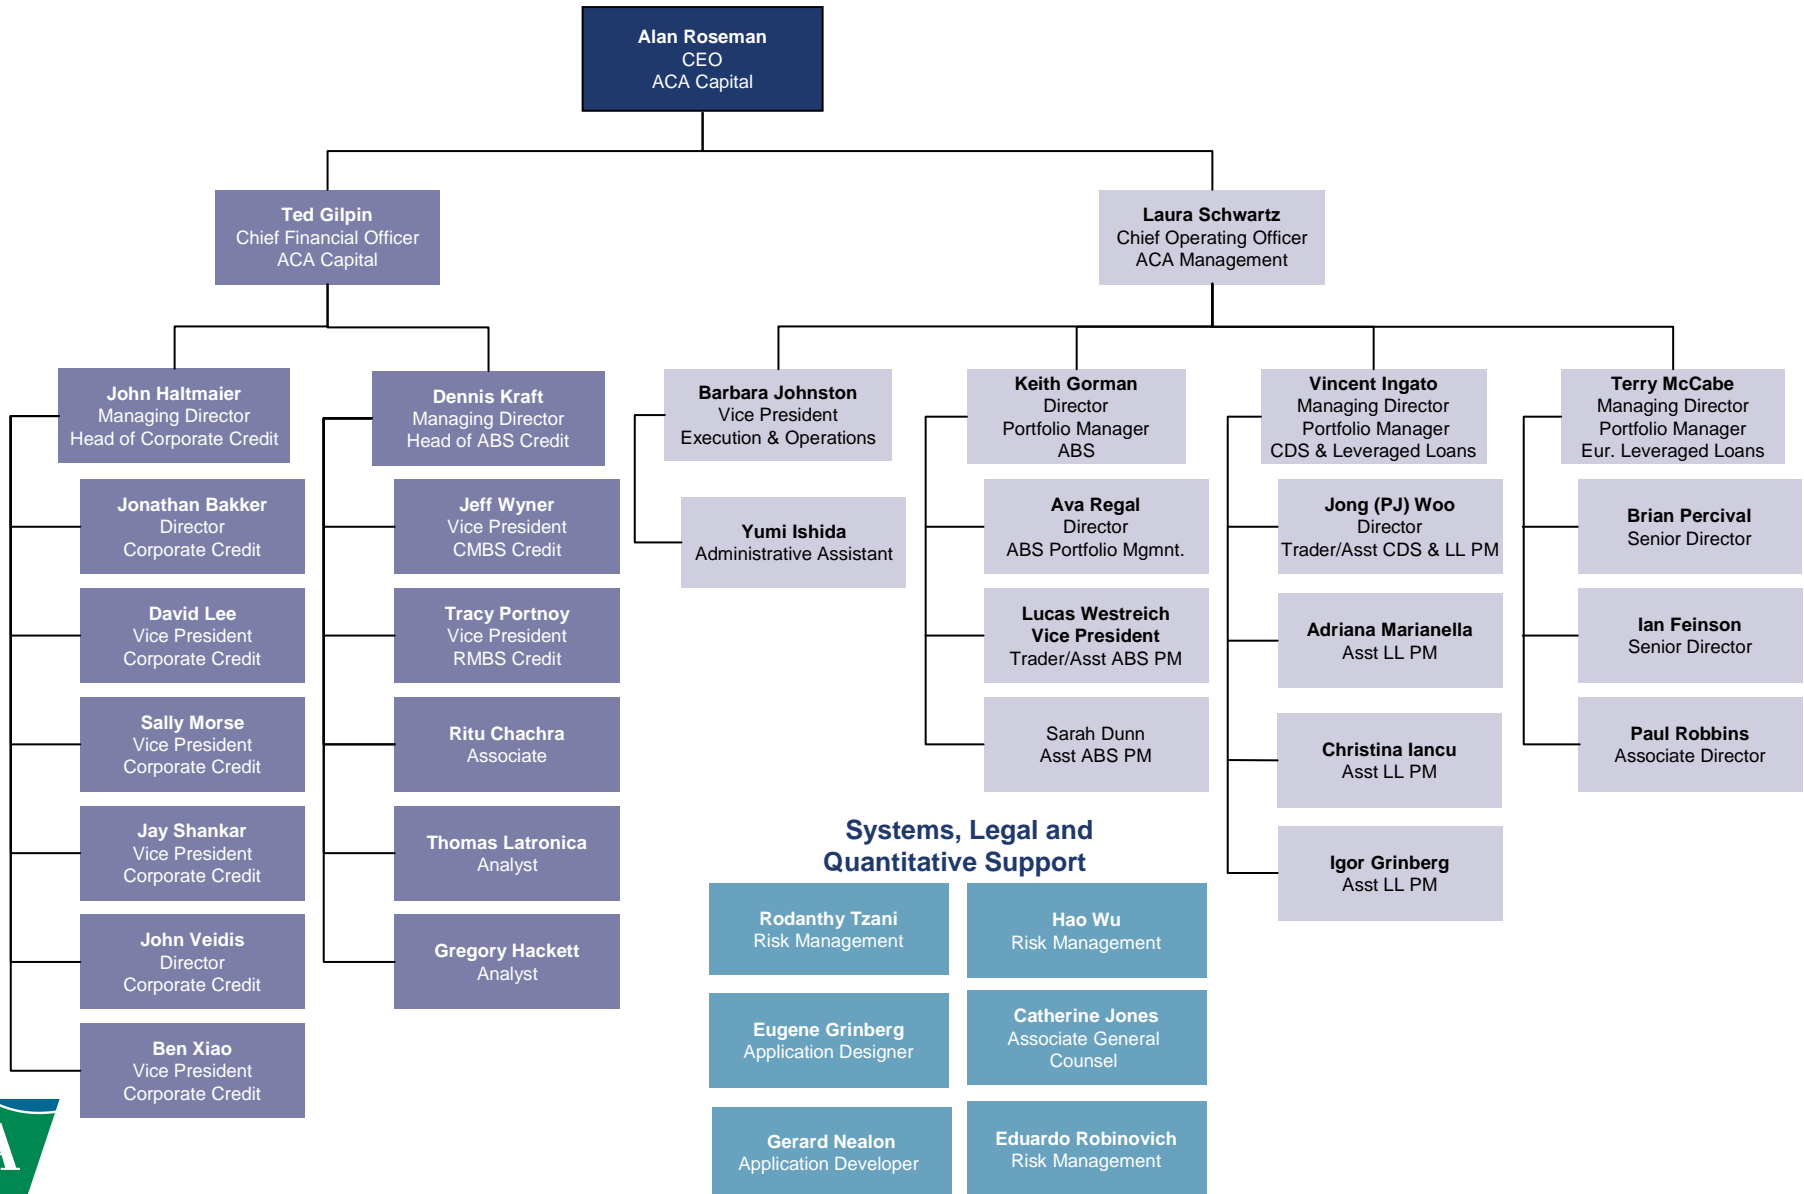 Alan Roseman
CEO
ACA Capital
Ted Gilpin
Chief Financial Officer
ACA Capital
Laura Schwartz
Chief Operating Officer
ACA Management
John Haltmaier
Managing Director
Head of Corporate Credit
Jonathan Bakker
Director
Corporate Credit
David Lee
Vice President
Corporate Credit
Sally Morse
Vice President
Corporate Credit
Jay Shankar
Vice President
Corporate Credit
John Veidis
Director
Corporate Credit
Ben Xiao
Vice President
Corporate Credit
Dennis Kraft
Managing Director
Head of ABS Credit
Jeff Wyner
Vice President
CMBS Credit
Tracy Portnoy
Vice President
RMBS Credit
Ritu Chachra
Associate
Thomas Latronica
Analyst
Gregory Hackett
Analyst
Barbara Johnston
Vice President
Execution & Operations
Yumi Ishida
Administrative Assistant
Keith Gorman
Director
Portfolio Manager
ABS
Ava Regal
Director
ABS Portfolio Mgmnt.
Lucas Westreich
Vice President
Trader/Asst ABS PM
Sarah Dunn
Asst ABS PM
Vincent Ingato
Managing Director
Portfolio Manager
CDS & Leveraged Loans
Jong (PJ) Woo
Director
Trader/Asst CDS & LL PM
Adriana Marianella
Asst LL PM
Christina Iancu
Asst LL PM
Igor Grinberg
Asst LL PM
Terry McCabe
Managing Director
Portfolio Manager
Eur. Leveraged Loans
Brian Percival
Senior Director
Ian Feinson
Senior Director
Paul Robbins
Associate Director
Systems, Legal and
Quantitative Support
Rodanthy Tzani
Risk Management
Hao Wu
Risk Management
Eugene Grinberg
Application Designer
Catherine Jones
Associate General
Counsel
Gerard Nealon
Application Developer
Eduardo Robinovich
Risk Management
A